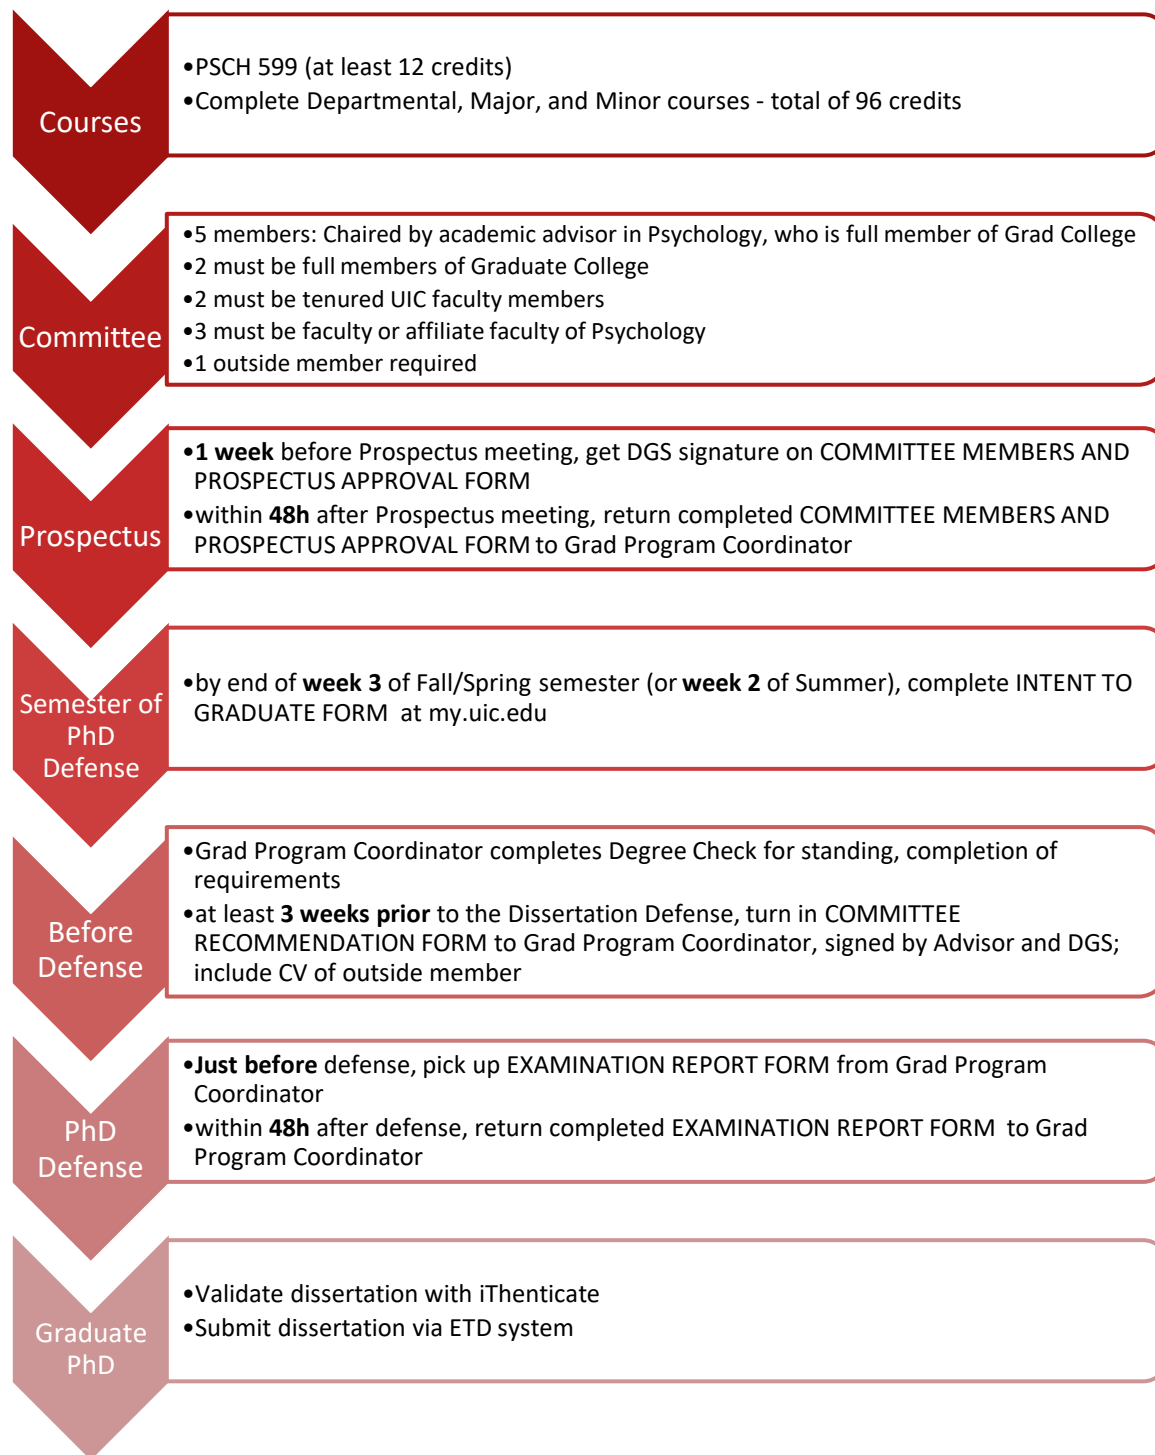 Courses
•PSCH 599 (at least 12 credits)
•Complete Departmental, Major, and Minor courses - total of 96 credits
Committee
•5 members: Chaired by academic advisor in Psychology, who is full member of Grad College
•2 must be full members of Graduate College
•2 must be tenured UIC faculty members
•3 must be faculty or affiliate faculty of Psychology
•1 outside member required
Prospectus
•1 week before Prospectus meeting, get DGS signature on COMMITTEE MEMBERS AND
PROSPECTUS APPROVAL FORM
•within 48h after Prospectus meeting, return completed COMMITTEE MEMBERS AND
PROSPECTUS APPROVAL FORM to Grad Program Coordinator
Semester of
PhD
Defense
•by end of week 3 of Fall/Spring semester (or week 2 of Summer), complete INTENT TO
GRADUATE FORM  at my.uic.edu
Before
Defense
•Grad Program Coordinator completes Degree Check for standing, completion of
requirements
•at least 3 weeks prior to the Dissertation Defense, turn in COMMITTEE
RECOMMENDATION FORM to Grad Program Coordinator, signed by Advisor and DGS;
include CV of outside member
PhD
Defense
•Just before defense, pick up EXAMINATION REPORT FORM from Grad Program
Coordinator
•within 48h after defense, return completed EXAMINATION REPORT FORM  to Grad
Program Coordinator
Graduate
PhD
•Validate dissertation with iThenticate
•Submit dissertation via ETD system